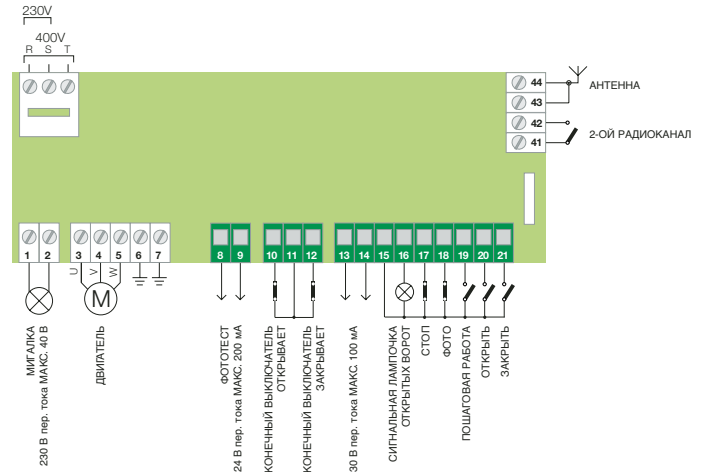 230V
400V
R S T
44
АНТЕННА
43
42
2-ОЙ РАДИОКАНАЛ
41
1 2 3 4 5 6 7 8 9 10 11 12 13 14 15 16 17 18 19 20 21
U V W
M
МИГАЛКА
230 В пер. тока МАКС. 40 В
ДВИГАТЕЛЬ
ФОТОТЕСТ
24 В пер. тока МАКС. 200 мА
КОНЕЧНЫЙ ВЫКЛЮЧАТЕЛЬ
ОТКРЫВАЕТ
КОНЕЧНЫЙ ВЫКЛЮЧАТЕЛЬ
ЗАКРЫВАЕТ
30 В пер. тока МАКС. 100 мА
СИГНАЛЬНАЯ ЛАМПОЧКА
ОТКРЫТЫХ ВОРОТ
СТОП
ФОТО
ПОШАГОВАЯ РАБОТА
ОТКРЫТЬ
ЗАКРЫТЬ